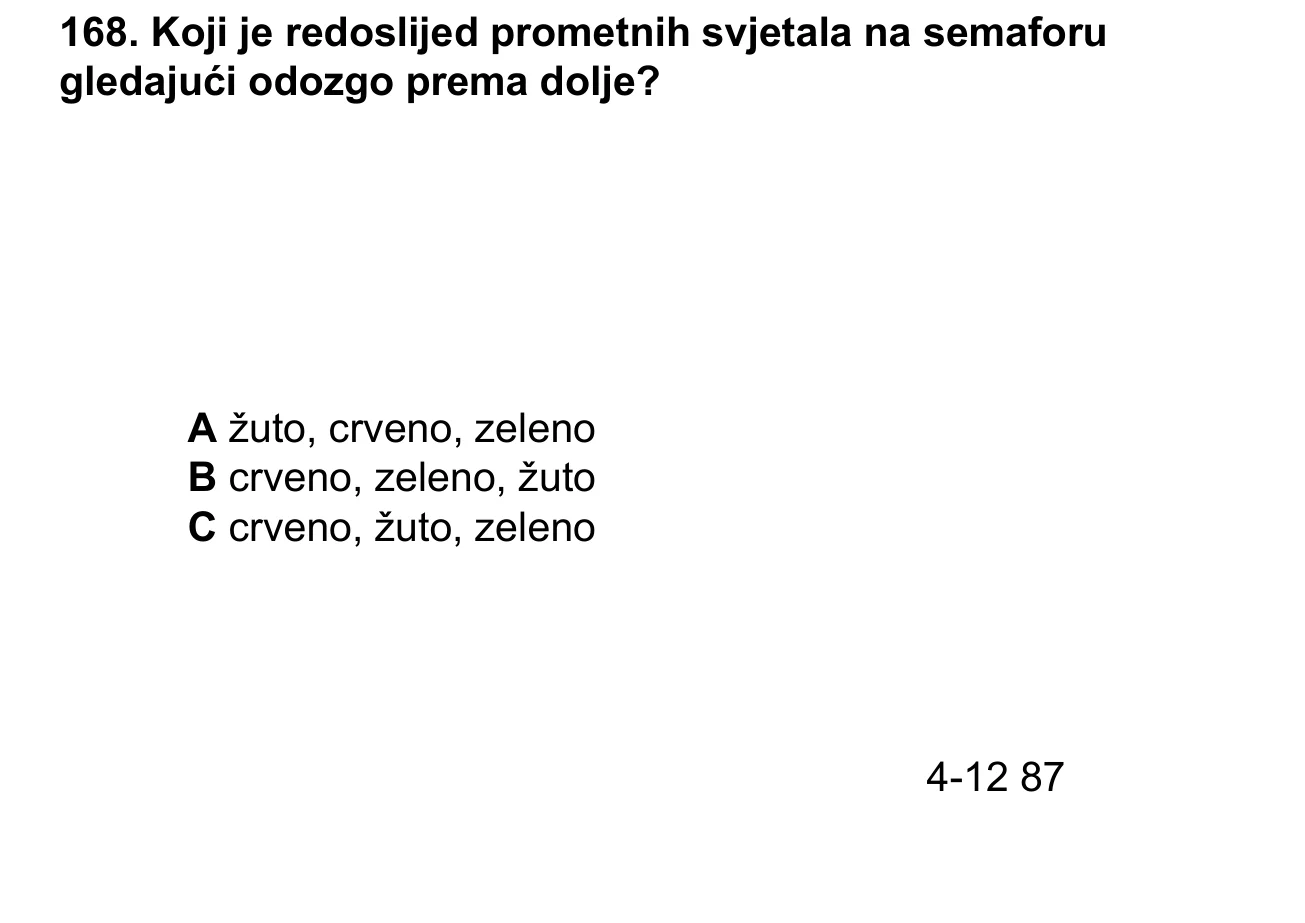 168. Koji je redoslijed prometnih svjetala na semaforu
gledajući odozgo prema dolje?
A žuto, crveno, zeleno
B crveno, zeleno, žuto
C crveno, žuto, zeleno
4-12 87